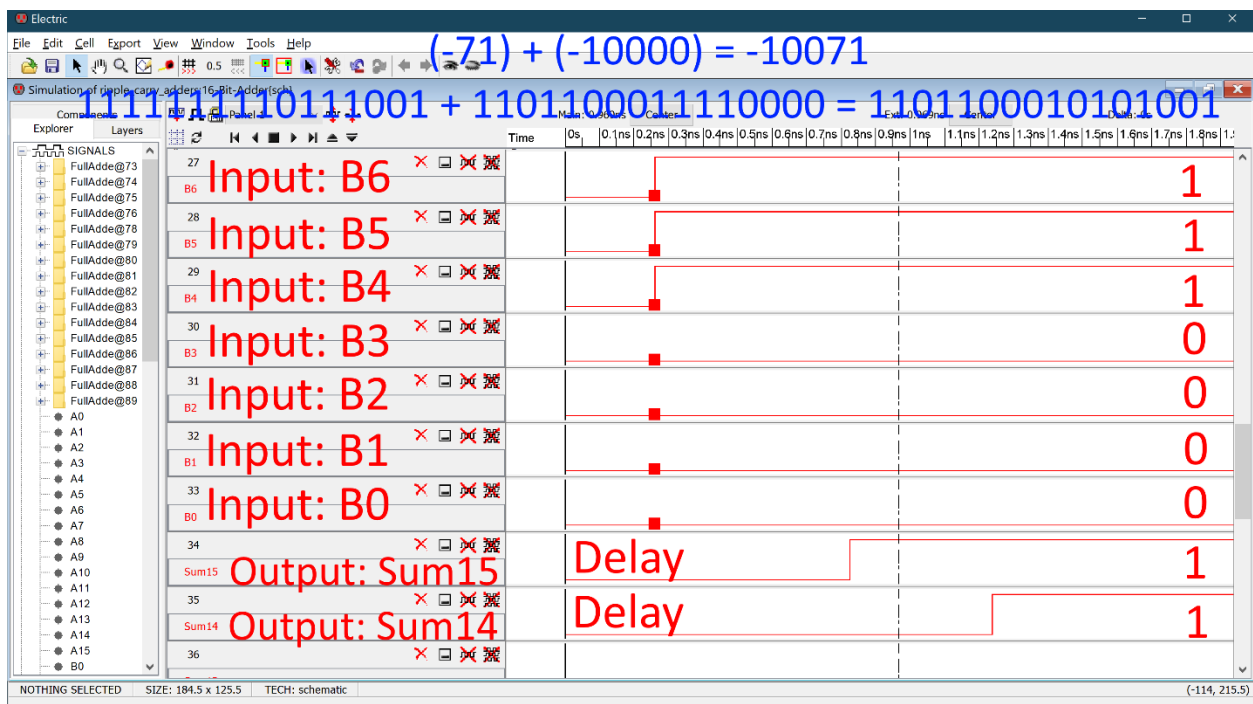 Electric
File Edit Cell Export View Window Tools Help
(-71) + (-10000) = -10071
0.5
Simulation of ripple-carry_adders:16-Bit-Adder{sch}
1111111110111001 + 1101100011110000 = 1101100010101001
Components
Explorer Layers
Time 0s 0.1ns 0.2ns 0.3ns 0.4ns 0.5ns 0.6ns 0.7ns 0.8ns 0.9ns 1ns 1.1ns 1.2ns 1.3ns 1.4ns 1.5ns 1.6ns 1.7ns 1.8ns
SIGNALS
FullAdde@73
FullAdde@74
FullAdde@75
FullAdde@76
FullAdde@78
FullAdde@79
FullAdde@80
FullAdde@81
FullAdde@82
FullAdde@83
FullAdde@84
FullAdde@85
FullAdde@86
FullAdde@87
FullAdde@88
FullAdde@89
A0
A1
A2
A3
A4
A5
A6
A7
A8
A9
A10
A11
A12
A13
A14
A15
B0
27
B6 Input: B6 1
28
B5 Input: B5 1
29
B4 Input: B4 1
30
B3 Input: B3 0
31
B2 Input: B2 0
32
B1 Input: B1 0
33
B0 Input: B0 0
34
Sum15 Output: Sum15 Delay 1
35
Sum14 Output: Sum14 Delay 1
36
NOTHING SELECTED SIZE: 184.5 x 125.5 TECH: schematic (-114, 215.5)